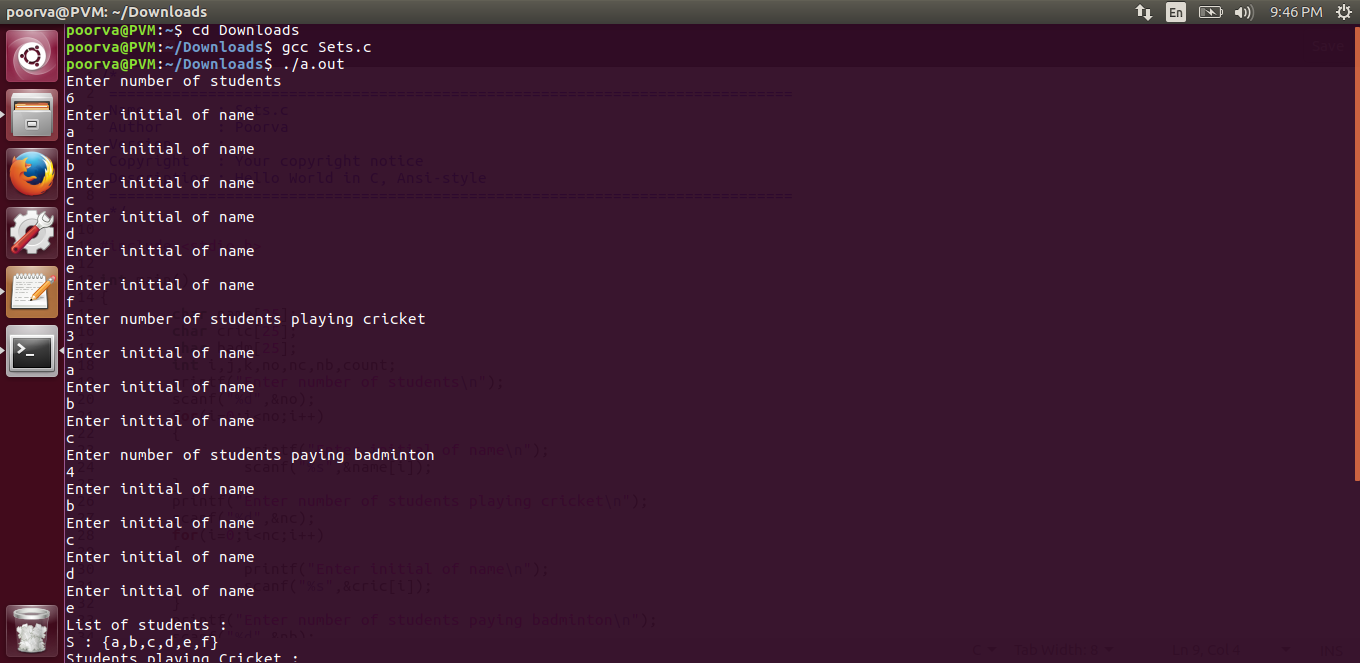 poorva@PVM: ~/Downloads
En
9:46 PM
poorva@PVM:~$ cd Downloads
poorva@PVM:~/Downloads$ gcc Sets.c
poorva@PVM:~/Downloads$ ./a.out
Enter number of students
6
Enter initial of name
a
Enter initial of name
b
Enter initial of name
c
Enter initial of name
d
Enter initial of name
e
Enter initial of name
f
Enter number of students playing cricket
3
Enter initial of name
a
Enter initial of name
b
Enter initial of name
c
Enter number of students paying badminton
4
Enter initial of name
b
Enter initial of name
c
Enter initial of name
d
Enter initial of name
e
List of students :
S : {a,b,c,d,e,f}
Students playing Cricket :